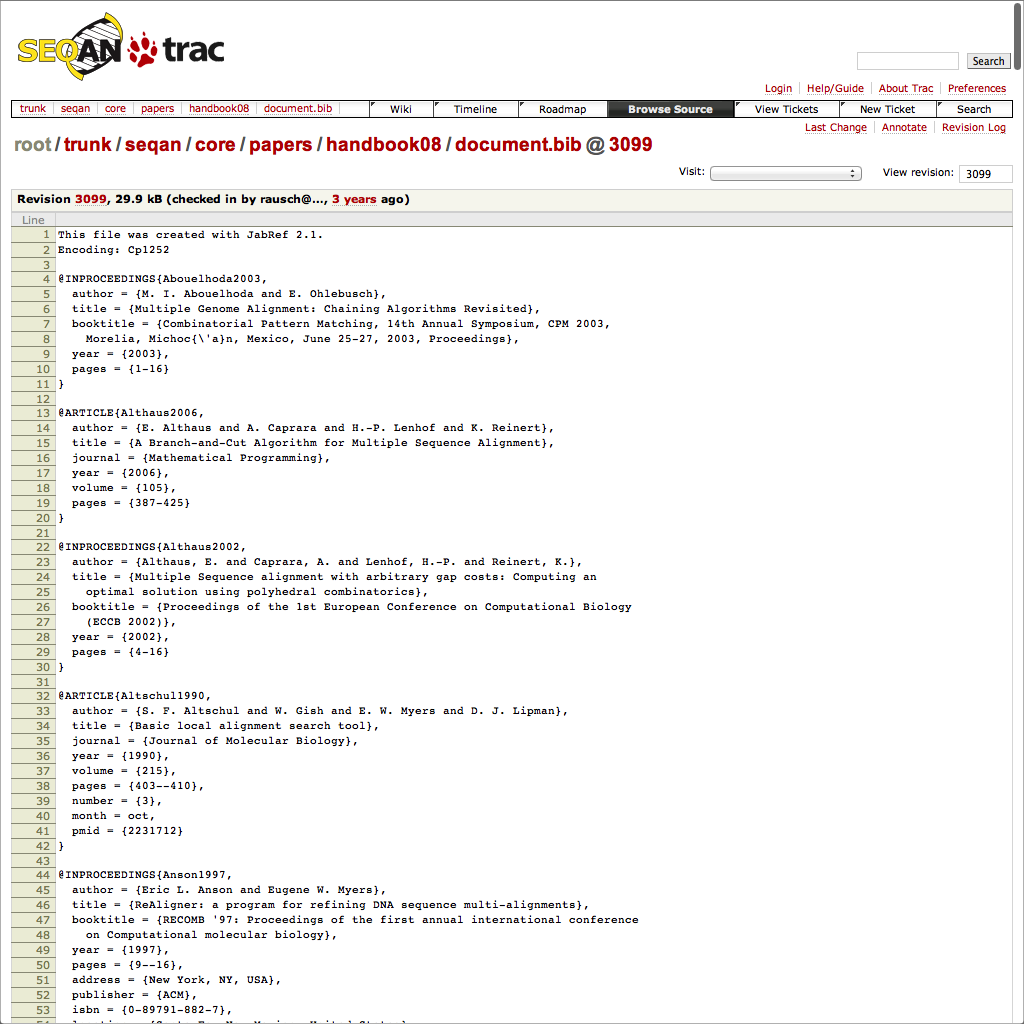 SEQAN trac
Search
Login Help/Guide About Trac Preferences
trunk seqan core papers handbook08 document.bib Wiki Timeline Roadmap Browse Source View Tickets New Ticket Search
Last Change Annotate Revision Log
root/trunk/seqan/core/papers/handbook08/document.bib @ 3099
Visit: View revision: 3099
Revision 3099, 29.9 kB (checked in by rausch@..., 3 years ago)
Line
1 This file was created with JabRef 2.1.
2 Encoding: Cp1252
3
4 @INPROCEEDINGS{Abouelhoda2003,
5 author = {M. I. Abouelhoda and E. Ohlebusch},
6 title = {Multiple Genome Alignment: Chaining Algorithms Revisited},
7 booktitle = {Combinatorial Pattern Matching, 14th Annual Symposium, CPM 2003,
8 Morelia, Michoc{\'a}n, Mexico, June 25-27, 2003, Proceedings},
9 year = {2003},
10 pages = {1-16}
11 }
12
13 @ARTICLE{Althaus2006,
14 author = {E. Althaus and A. Caprara and H.-P. Lenhof and K. Reinert},
15 title = {A Branch-and-Cut Algorithm for Multiple Sequence Alignment},
16 journal = {Mathematical Programming},
17 year = {2006},
18 volume = {105},
19 pages = {387-425}
20 }
21
22 @INPROCEEDINGS{Althaus2002,
23 author = {Althaus, E. and Caprara, A. and Lenhof, H.-P. and Reinert, K.},
24 title = {Multiple Sequence alignment with arbitrary gap costs: Computing an
25 optimal solution using polyhedral combinatorics},
26 booktitle = {Proceedings of the 1st European Conference on Computational Biology
27 (ECCB 2002)},
28 year = {2002},
29 pages = {4-16}
30 }
31
32 @ARTICLE{Altschul1990,
33 author = {S. F. Altschul and W. Gish and E. W. Myers and D. J. Lipman},
34 title = {Basic local alignment search tool},
35 journal = {Journal of Molecular Biology},
36 year = {1990},
37 volume = {215},
38 pages = {403--410},
39 number = {3},
40 month = oct,
41 pmid = {2231712}
42 }
43
44 @INPROCEEDINGS{Anson1997,
45 author = {Eric L. Anson and Eugene W. Myers},
46 title = {ReAligner: a program for refining DNA sequence multi-alignments},
47 booktitle = {RECOMB '97: Proceedings of the first annual international conference
48 on Computational molecular biology},
49 year = {1997},
50 pages = {9--16},
51 address = {New York, NY, USA},
52 publisher = {ACM},
53 isbn = {0-89791-882-7},